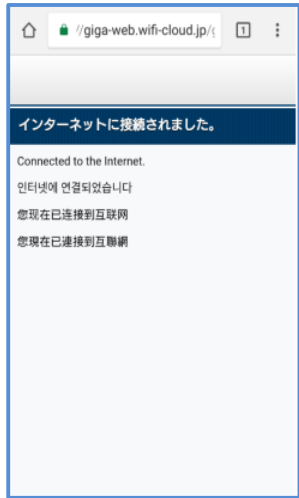 //giga-web.wifi-cloud.jp/g
1
インターネットに接続されました。
Connected to the Internet.
인터넷에 연결되었습니다
您现在已连接到互联网
您現在已連接到互聯網